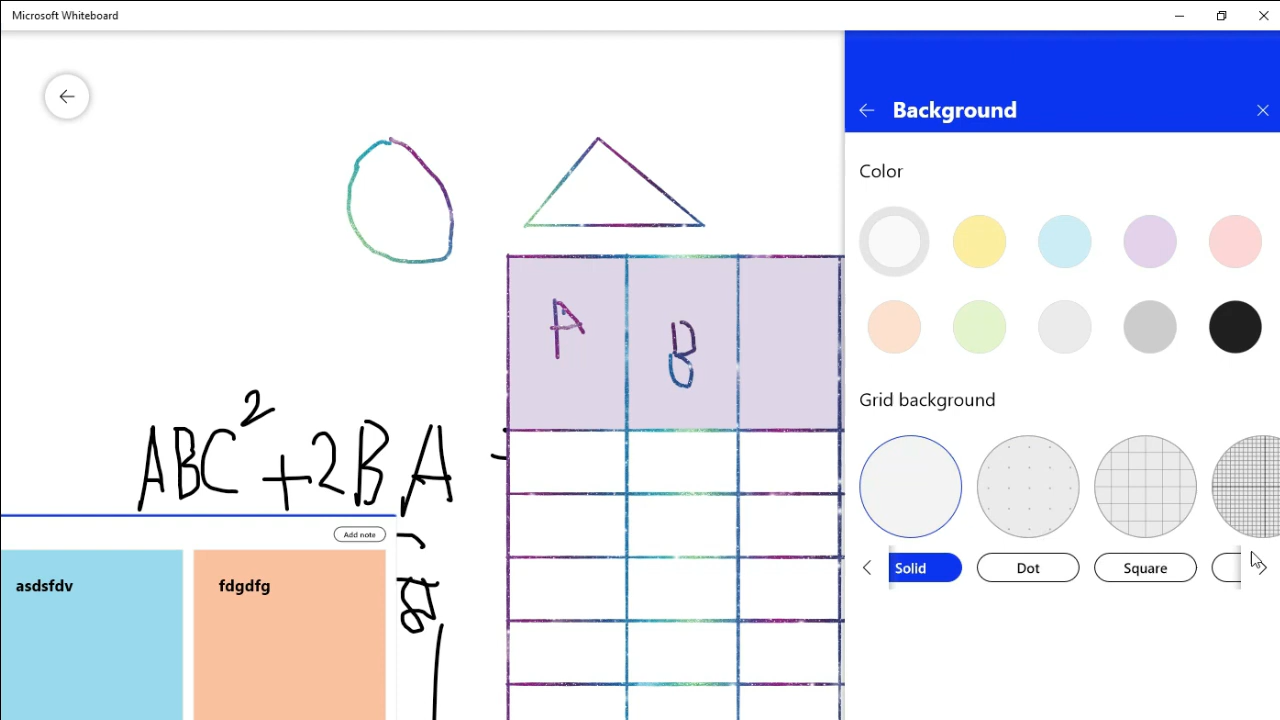 Microsoft Whiteboard
Background
Color
A
B
ABC²+2BA
Grid background
Add note
asdsfdv
fdgdfg
Solid
Dot
Square